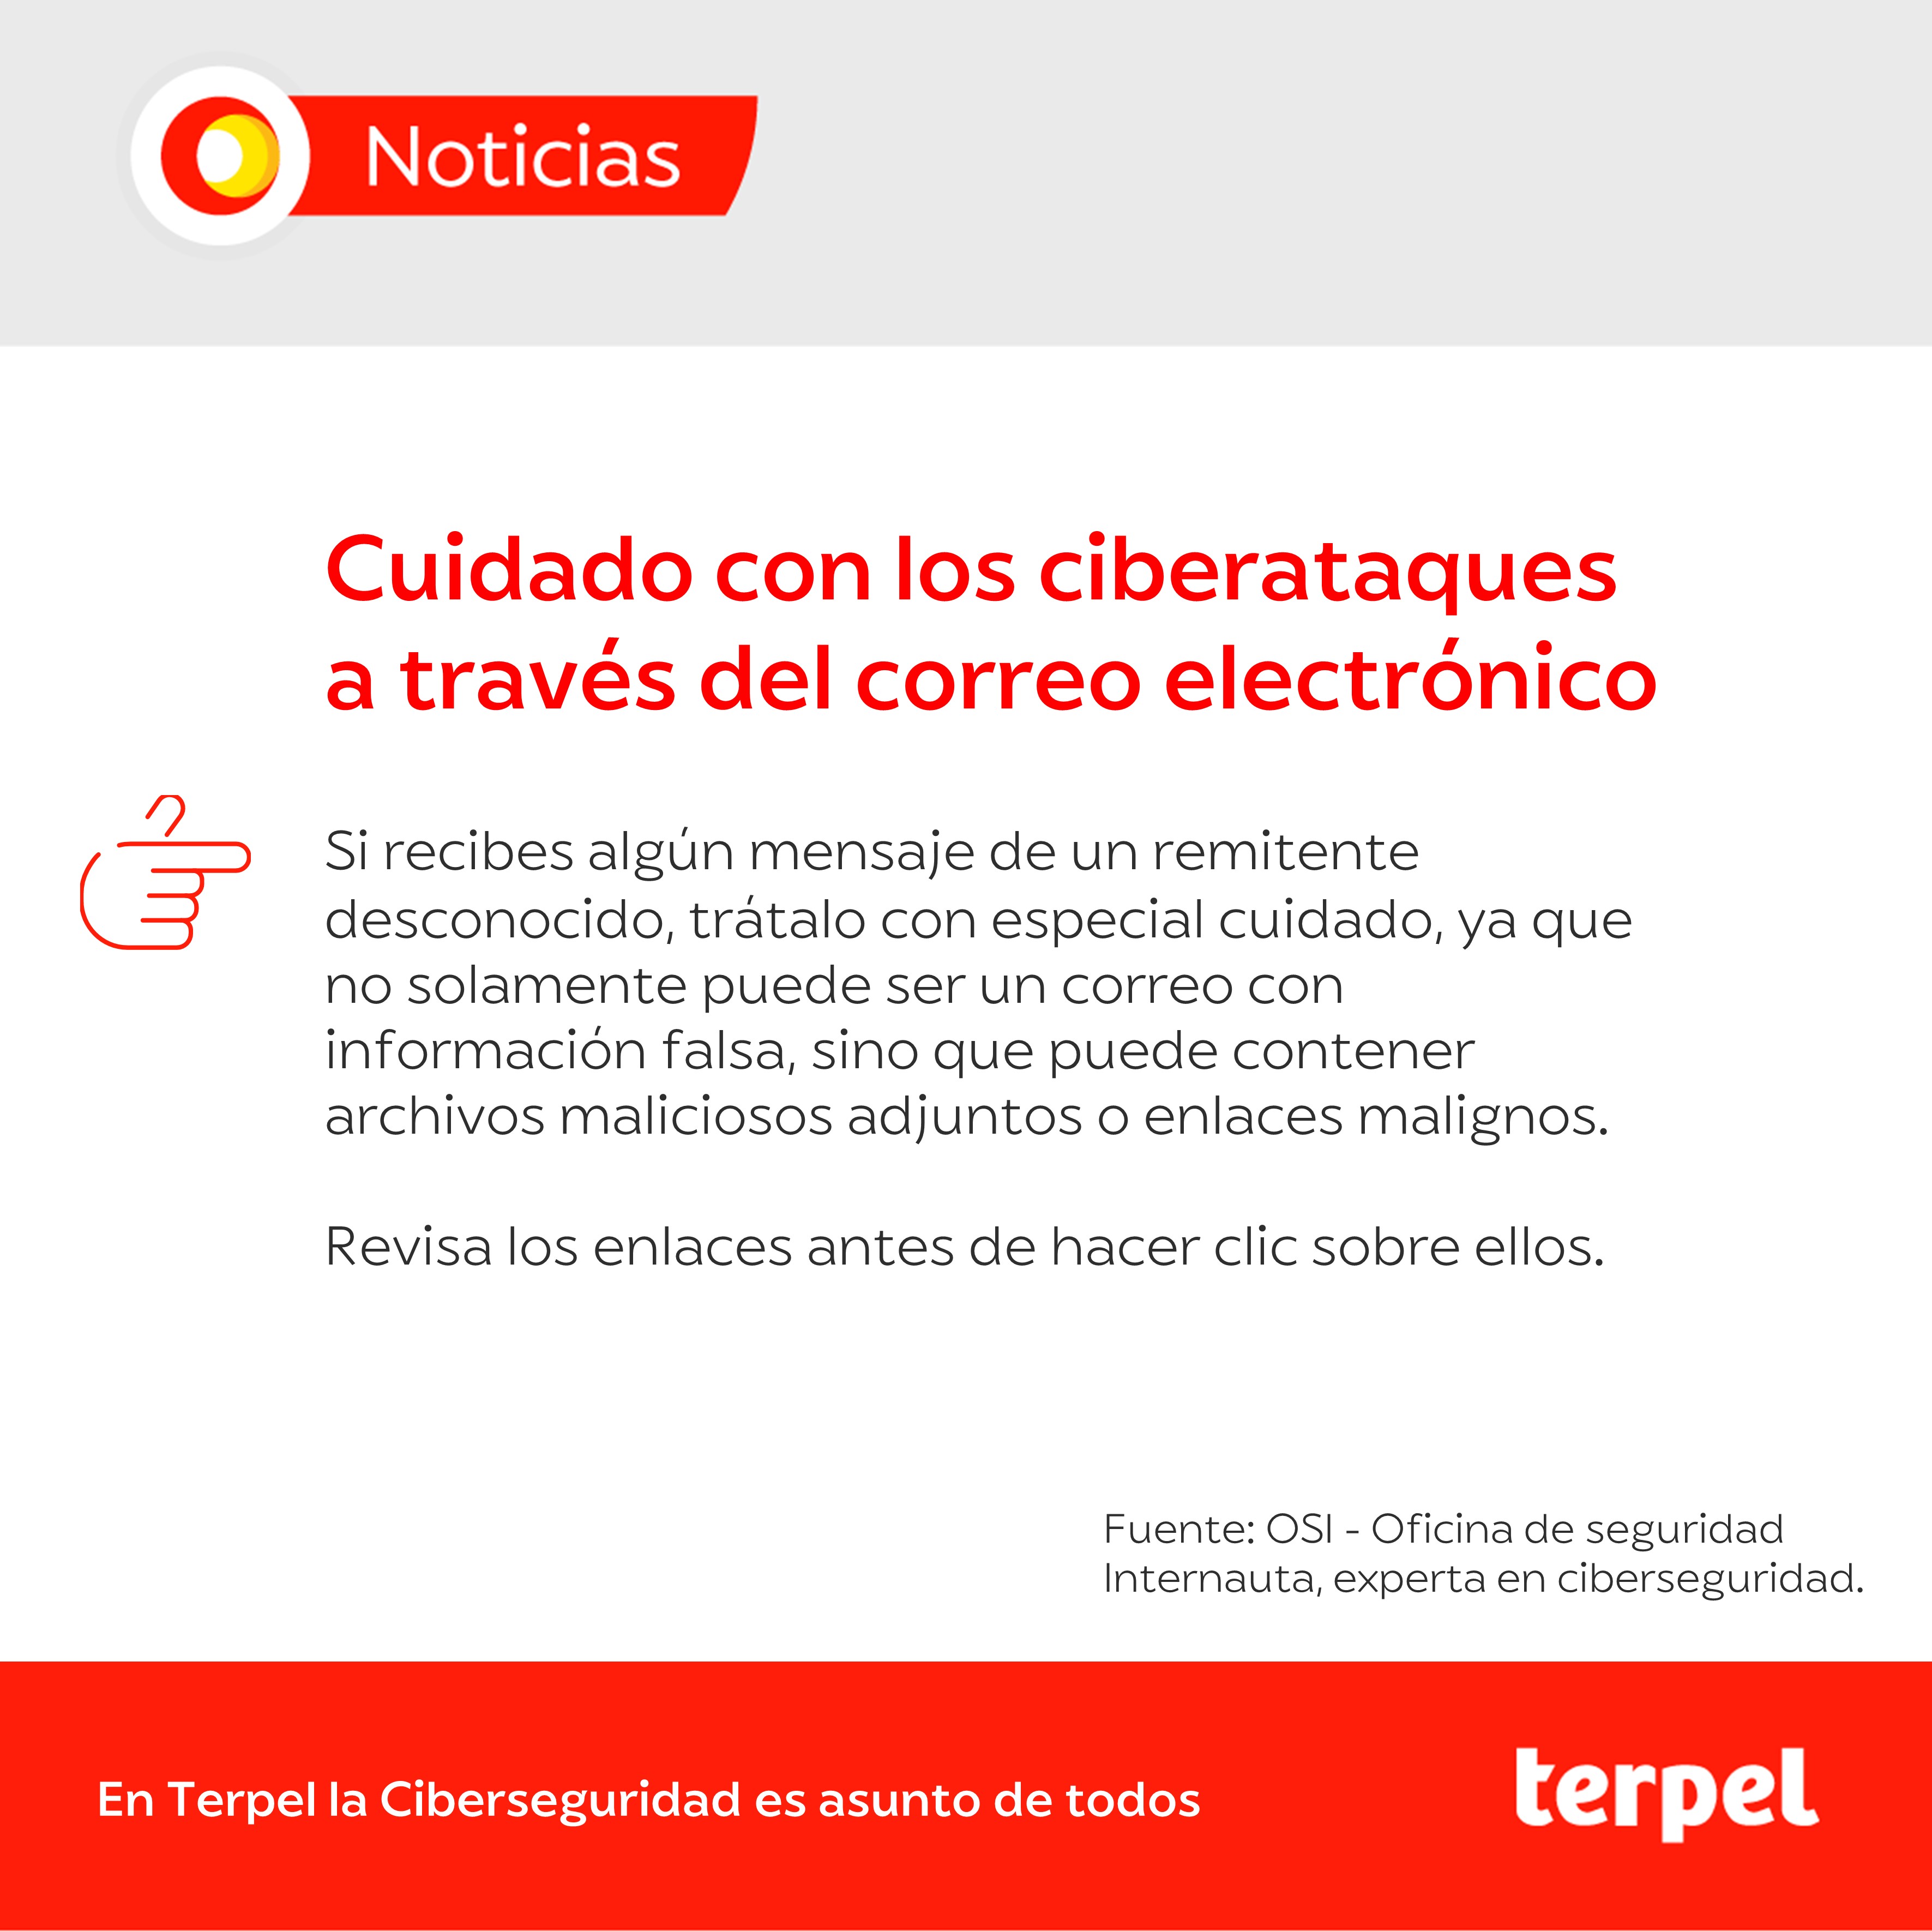 Noticias
Cuidado con los ciberataques
a través del correo electrónico
Si recibes algún mensaje de un remitente
desconocido, trátalo con especial cuidado, ya que
no solamente puede ser un correo con
información falsa, sino que puede contener
archivos maliciosos adjuntos o enlaces malignos.
Revisa los enlaces antes de hacer clic sobre ellos.
Fuente: OSI - Oficina de seguridad
Internauta, experta en ciberseguridad.
En Terpel la Ciberseguridad es asunto de todos
terpel